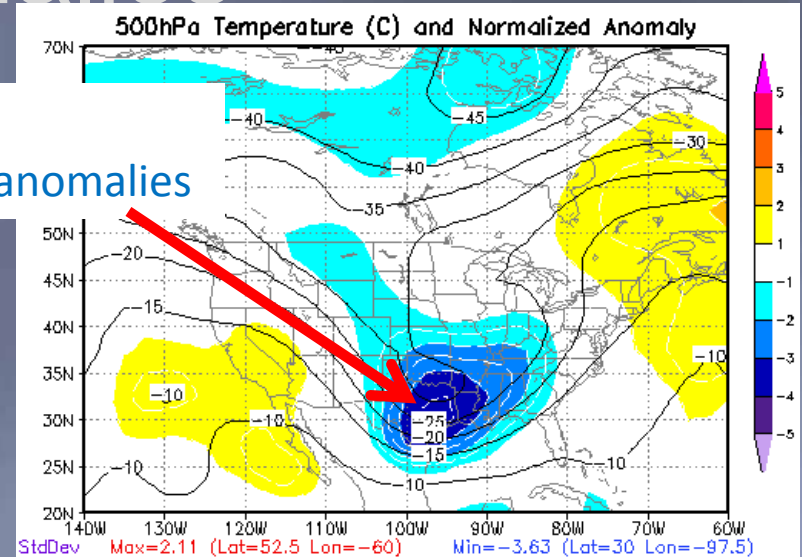 500hPa Temperature (C) and Normalized Anomaly
anomalies
70N
50N
45N
40N
35N
30N
25N
20N
140W 130W 120W 110W 100W 90W 80W 70W 60W
-40
-45
-40
-35
-30
-20
-15
-10
-10
-10
-10
-25
-20
-15
-10
-10
5
4
3
2
1
-1
-2
-3
-4
-5
StdDev Max=2.11 (Lat=52.5 Lon=-60) Min=-3.63 (Lat=30 Lon=-97.5)